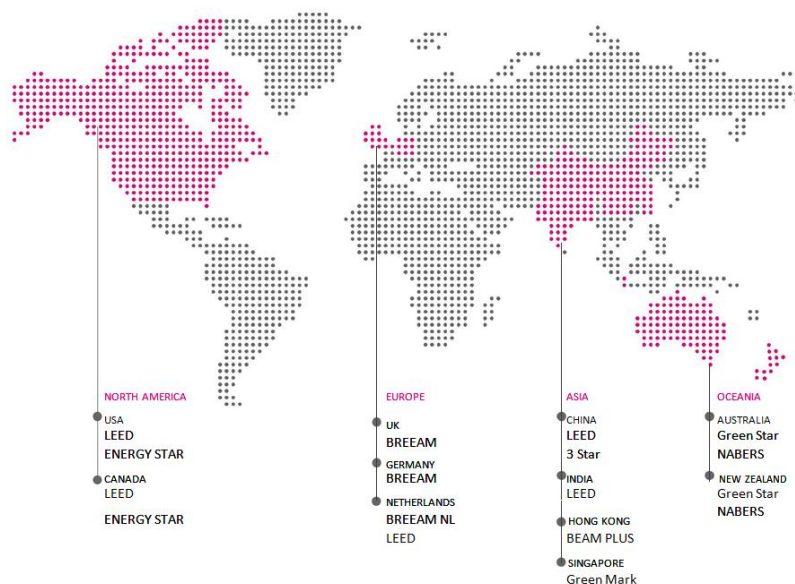 NORTH AMERICA
USA
LEED
ENERGY STAR
CANADA
LEED
ENERGY STAR
EUROPE
UK
BREEAM
GERMANY
BREEAM
NETHERLANDS
BREEAM NL
LEED
ASIA
CHINA
LEED
3 Star
INDIA
LEED
HONG KONG
BEAM PLUS
SINGAPORE
Green Mark
OCEANIA
AUSTRALIA
Green Star
NABERS
NEW ZEALAND
Green Star
NABERS